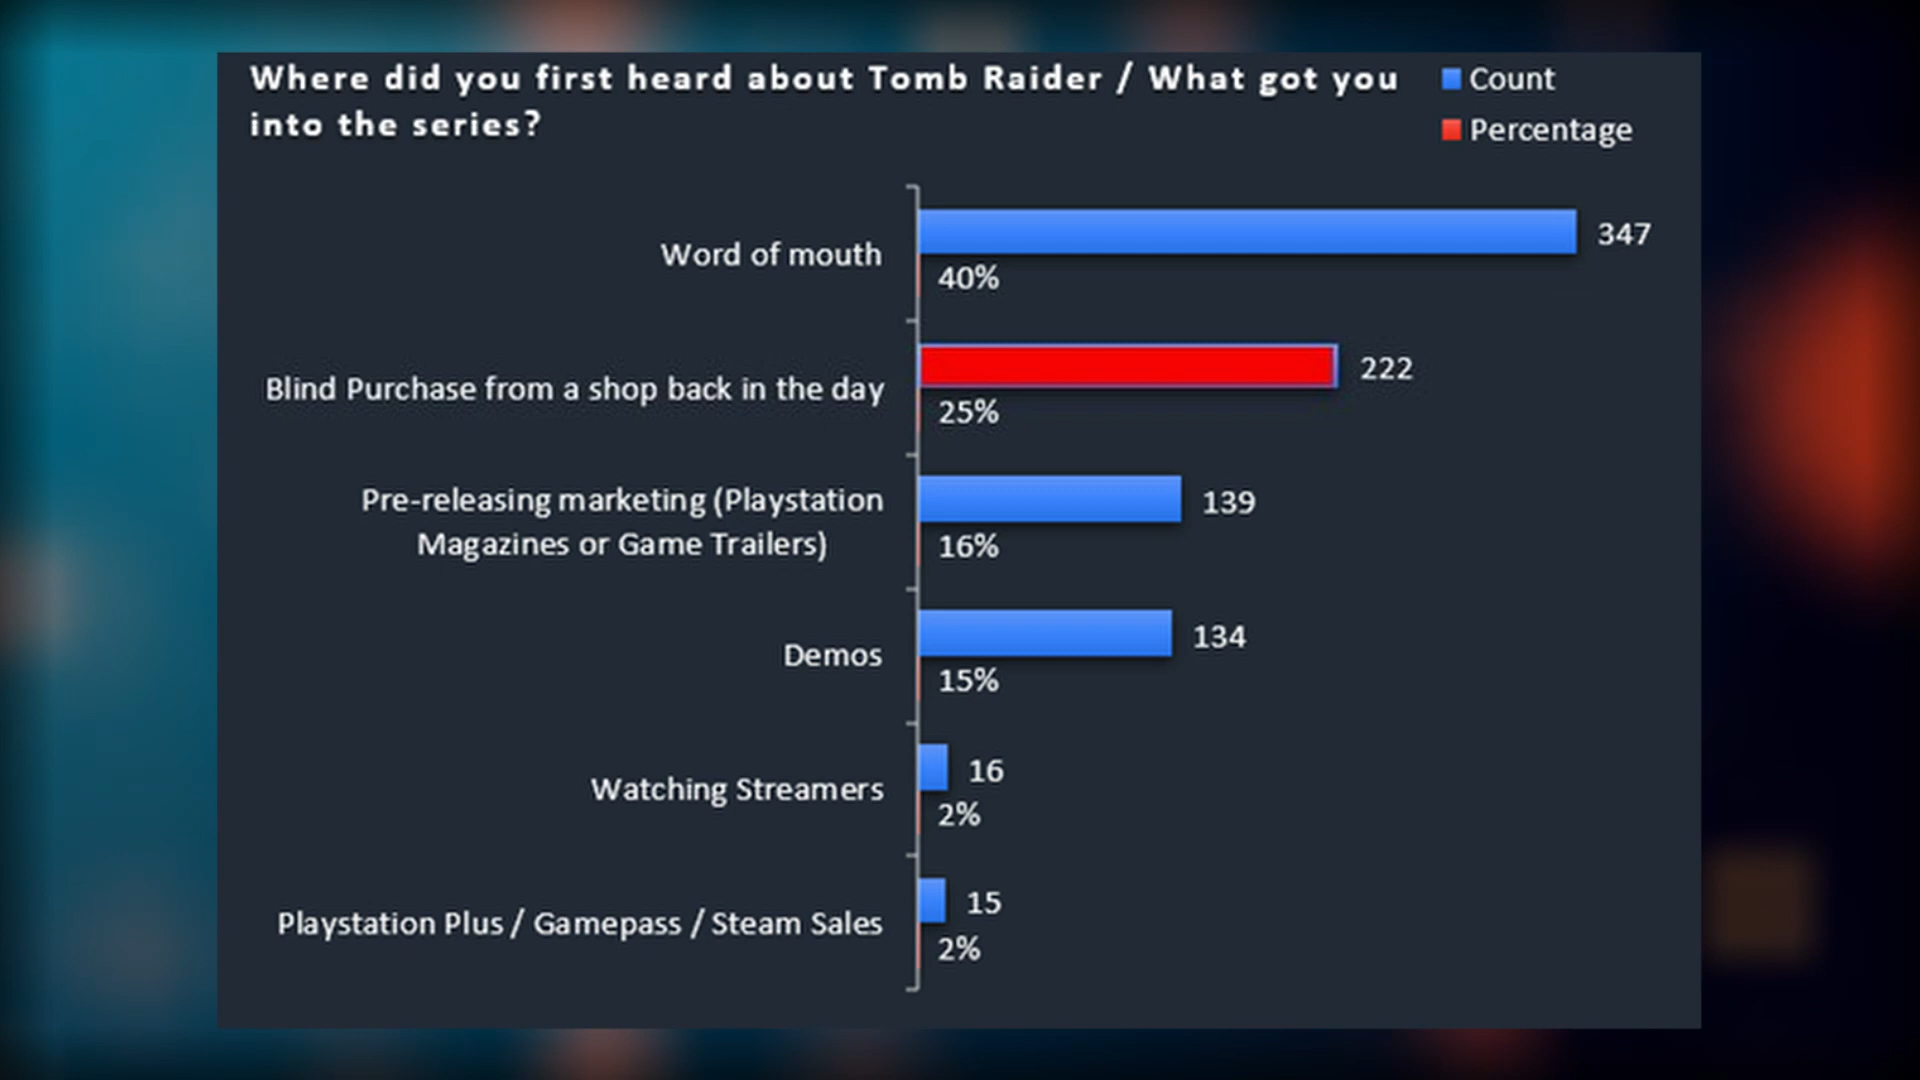 Where did you first heard about Tomb Raider / What got you
into the series?
Count
Percentage
Word of mouth
347
40%
Blind Purchase from a shop back in the day
222
25%
Pre-releasing marketing (Playstation
Magazines or Game Trailers)
139
16%
Demos
134
15%
Watching Streamers
16
2%
Playstation Plus / Gamepass / Steam Sales
15
2%